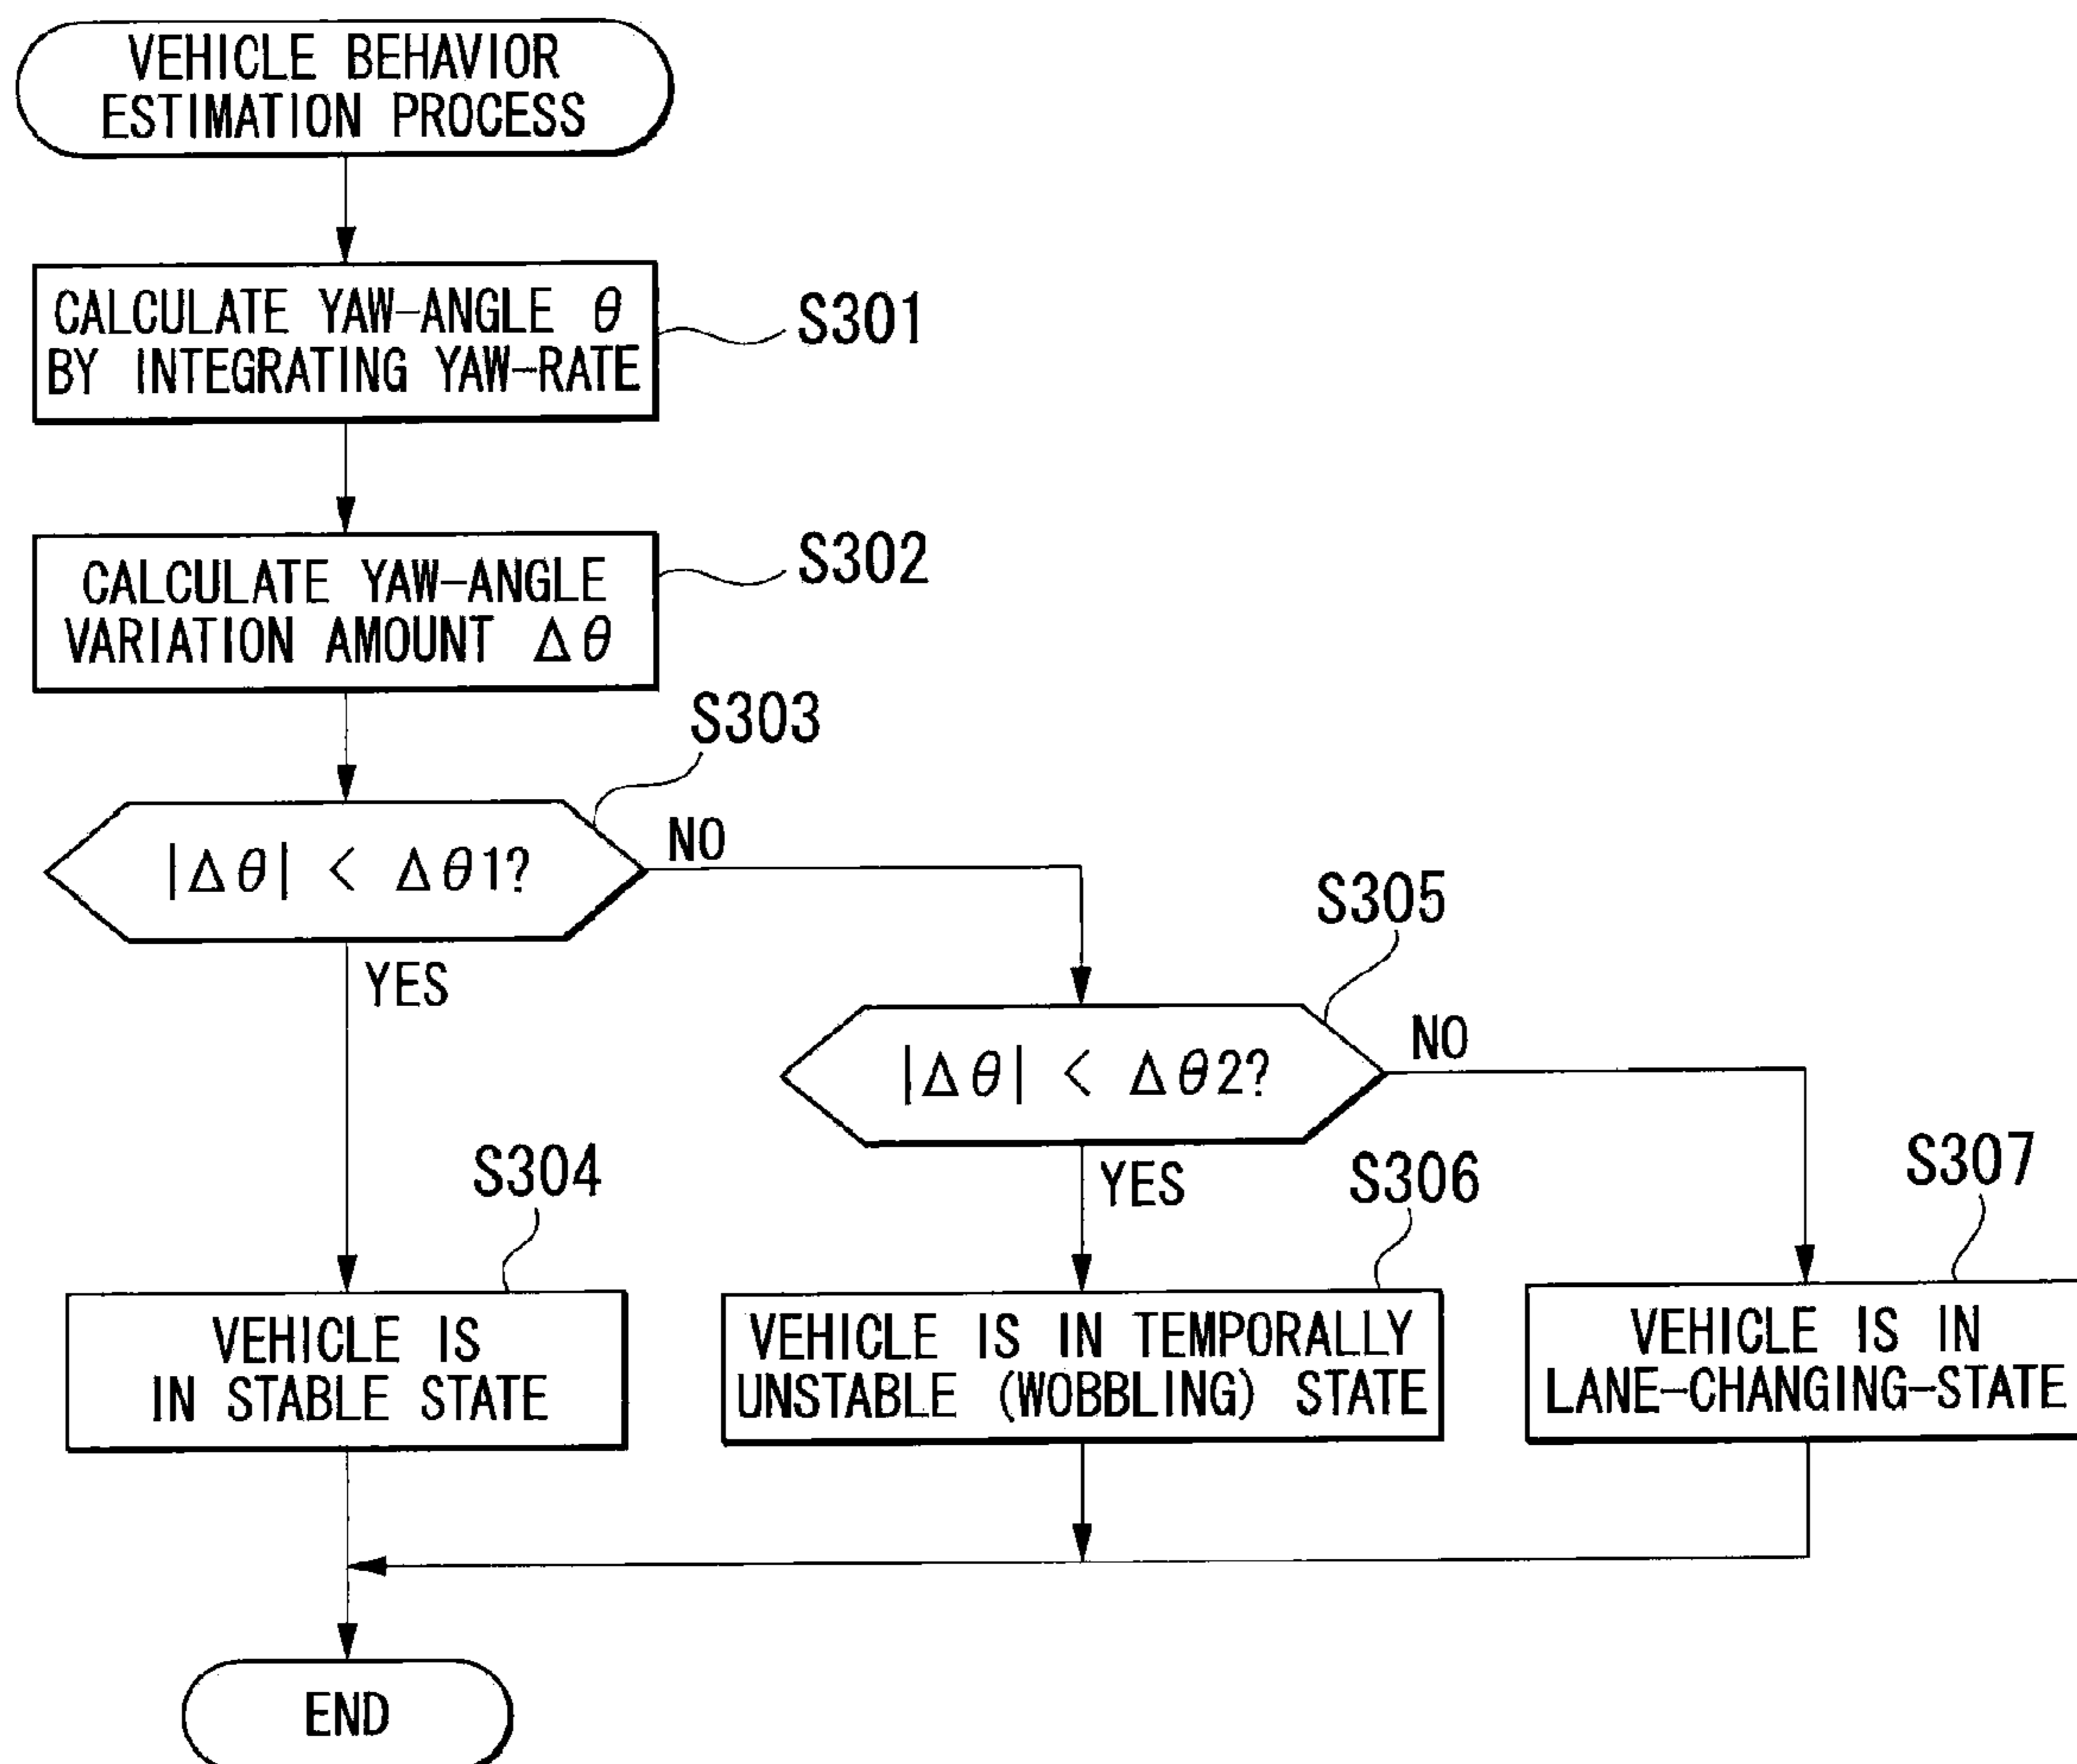 VEHICLE BEHAVIOR
ESTIMATION PROCESS
CALCULATE YAW-ANGLE θ
BY INTEGRATING YAW-RATE
S301
CALCULATE YAW-ANGLE
VARIATION AMOUNT Δθ
S302
S303
|Δθ| < Δθ1?
NO
YES
S305
|Δθ| < Δθ2?
NO
YES
S304
VEHICLE IS
IN STABLE STATE
S306
VEHICLE IS IN TEMPORALLY
UNSTABLE (WOBBLING) STATE
S307
VEHICLE IS IN
LANE-CHANGING-STATE
END